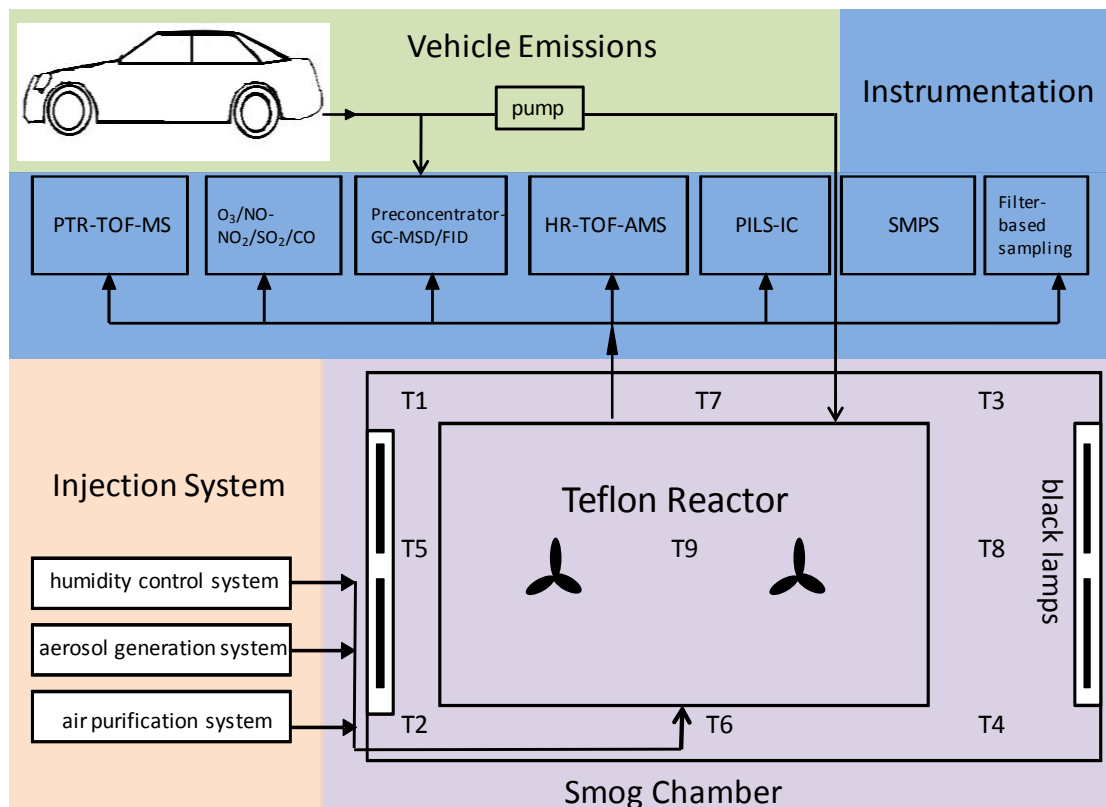 Vehicle Emissions
Instrumentation
pump
PTR-TOF-MS
O₃/NO-
NO₂/SO₂/CO
Preconcentrator-
GC-MSD/FID
HR-TOF-AMS
PILS-IC
SMPS
Filter-
based
sampling
T1
T7
T3
Injection System
Teflon Reactor
black lamps
T5
T9
T8
humidity control system
aerosol generation system
air purification system
T2
T6
T4
Smog Chamber